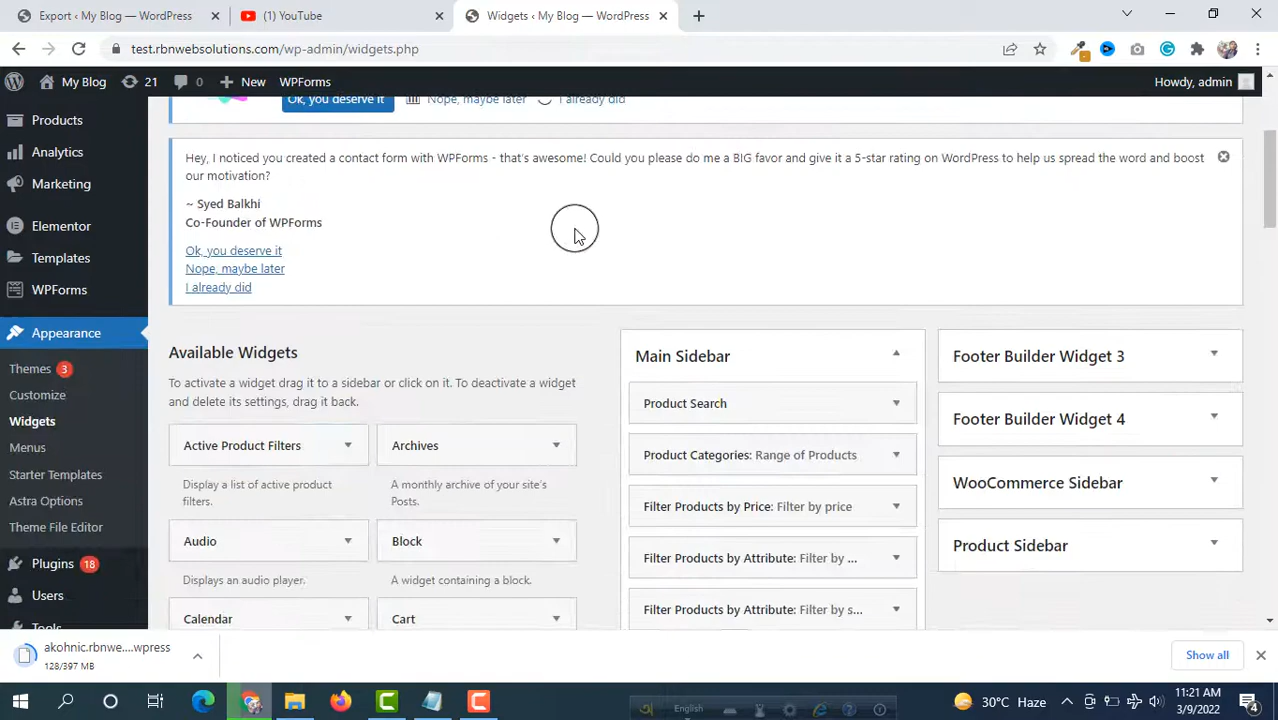 Export ‹ My Blog — WordPress
(1) YouTube
Widgets ‹ My Blog — WordPress
test.rbnwebsolutions.com/wp-admin/widgets.php
My Blog
21
0
New
WPForms
Howdy, admin
Products
Analytics
Marketing
Elementor
Templates
WPForms
Appearance
Themes 3
Customize
Widgets
Menus
Starter Templates
Astra Options
Theme File Editor
Plugins 18
Users
Tools
Ok, you deserve it
Nope, maybe later
I already did
Hey, I noticed you created a contact form with WPForms - that's awesome! Could you please do me a BIG favor and give it a 5-star rating on WordPress to help us spread the word and boost
our motivation?
~ Syed Balkhi
Co-Founder of WPForms
Ok, you deserve it
Nope, maybe later
I already did
Available Widgets
To activate a widget drag it to a sidebar or click on it. To deactivate a widget
and delete its settings, drag it back.
Active Product Filters
Display a list of active product
filters.
Archives
A monthly archive of your site's
Posts.
Audio
Displays an audio player.
Block
A widget containing a block.
Calendar
Cart
Main Sidebar
Product Search
Product Categories: Range of Products
Filter Products by Price: Filter by price
Filter Products by Attribute: Filter by ...
Filter Products by Attribute: Filter by s...
Footer Builder Widget 3
Footer Builder Widget 4
WooCommerce Sidebar
Product Sidebar
akohnic.rbnwe....wpress
128/397 MB
Show all
English
30°C Haze
11:21 AM
3/9/2022
4